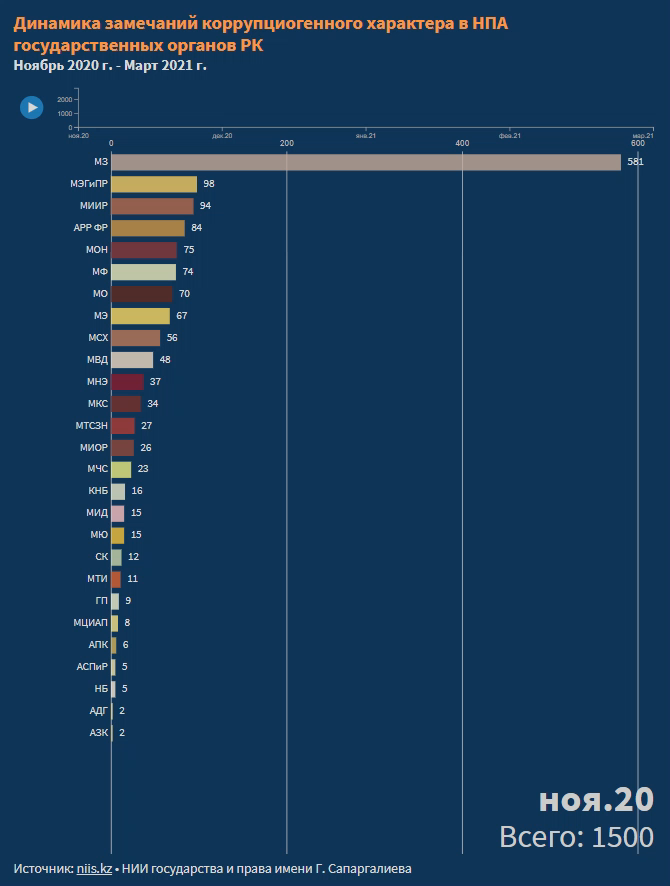 Динамика замечаний коррупциогенного характера в НПА
государственных органов РК
Ноябрь 2020 г. - Март 2021 г.
2000
1000
0
ноя.20 дек.20 янв.21 фев.21 мар.21
0 200 400 600
МЗ 581
МЭГиПР 98
МИИР 94
АРР ФР 84
МОН 75
МФ 74
МО 70
МЭ 67
МСХ 56
МВД 48
МНЭ 37
МКС 34
МТСЗН 27
МИОР 26
МЧС 23
КНБ 16
МИД 15
МЮ 15
СК 12
МТИ 11
ГП 9
МЦИАП 8
АПК 6
АСПиР 5
НБ 5
АДГ 2
АЗК 2
ноя.20
Всего: 1500
Источник: niis.kz • НИИ государства и права имени Г. Сапаргалиева